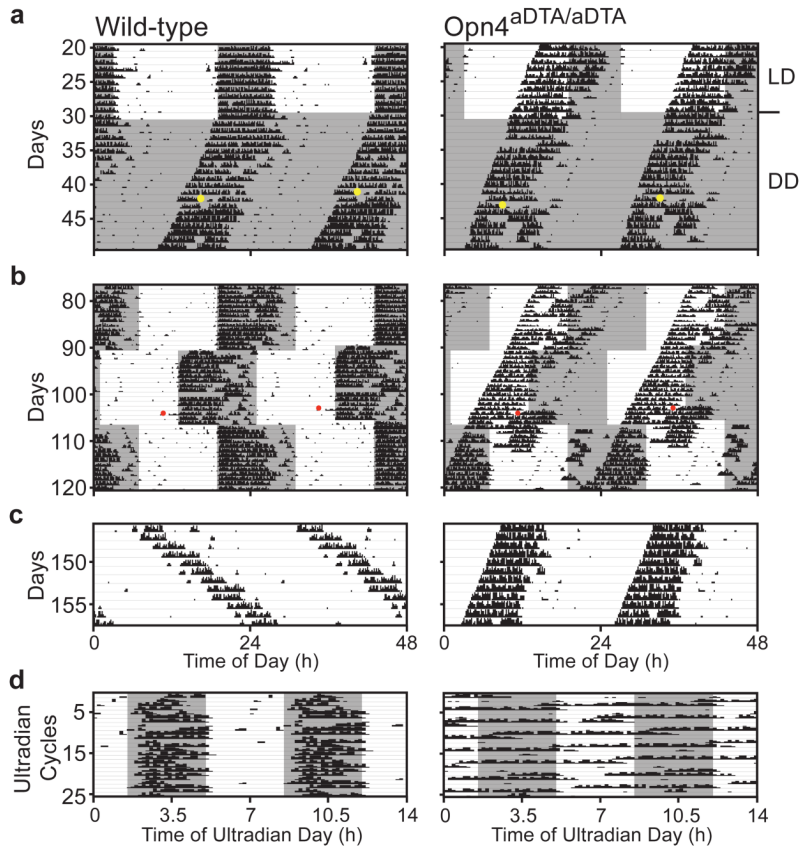 a
Wild-type
Opn4aDTA/aDTA
20
25
30
35
40
45
Days
LD
DD
b
80
90
100
110
120
Days
c
150
155
Days
0
24
48
0
24
48
Time of Day (h)
Time of Day (h)
d
5
15
25
Ultradian
Cycles
0
3.5
7
10.5
14
0
3.5
7
10.5
14
Time of Ultradian Day (h)
Time of Ultradian Day (h)